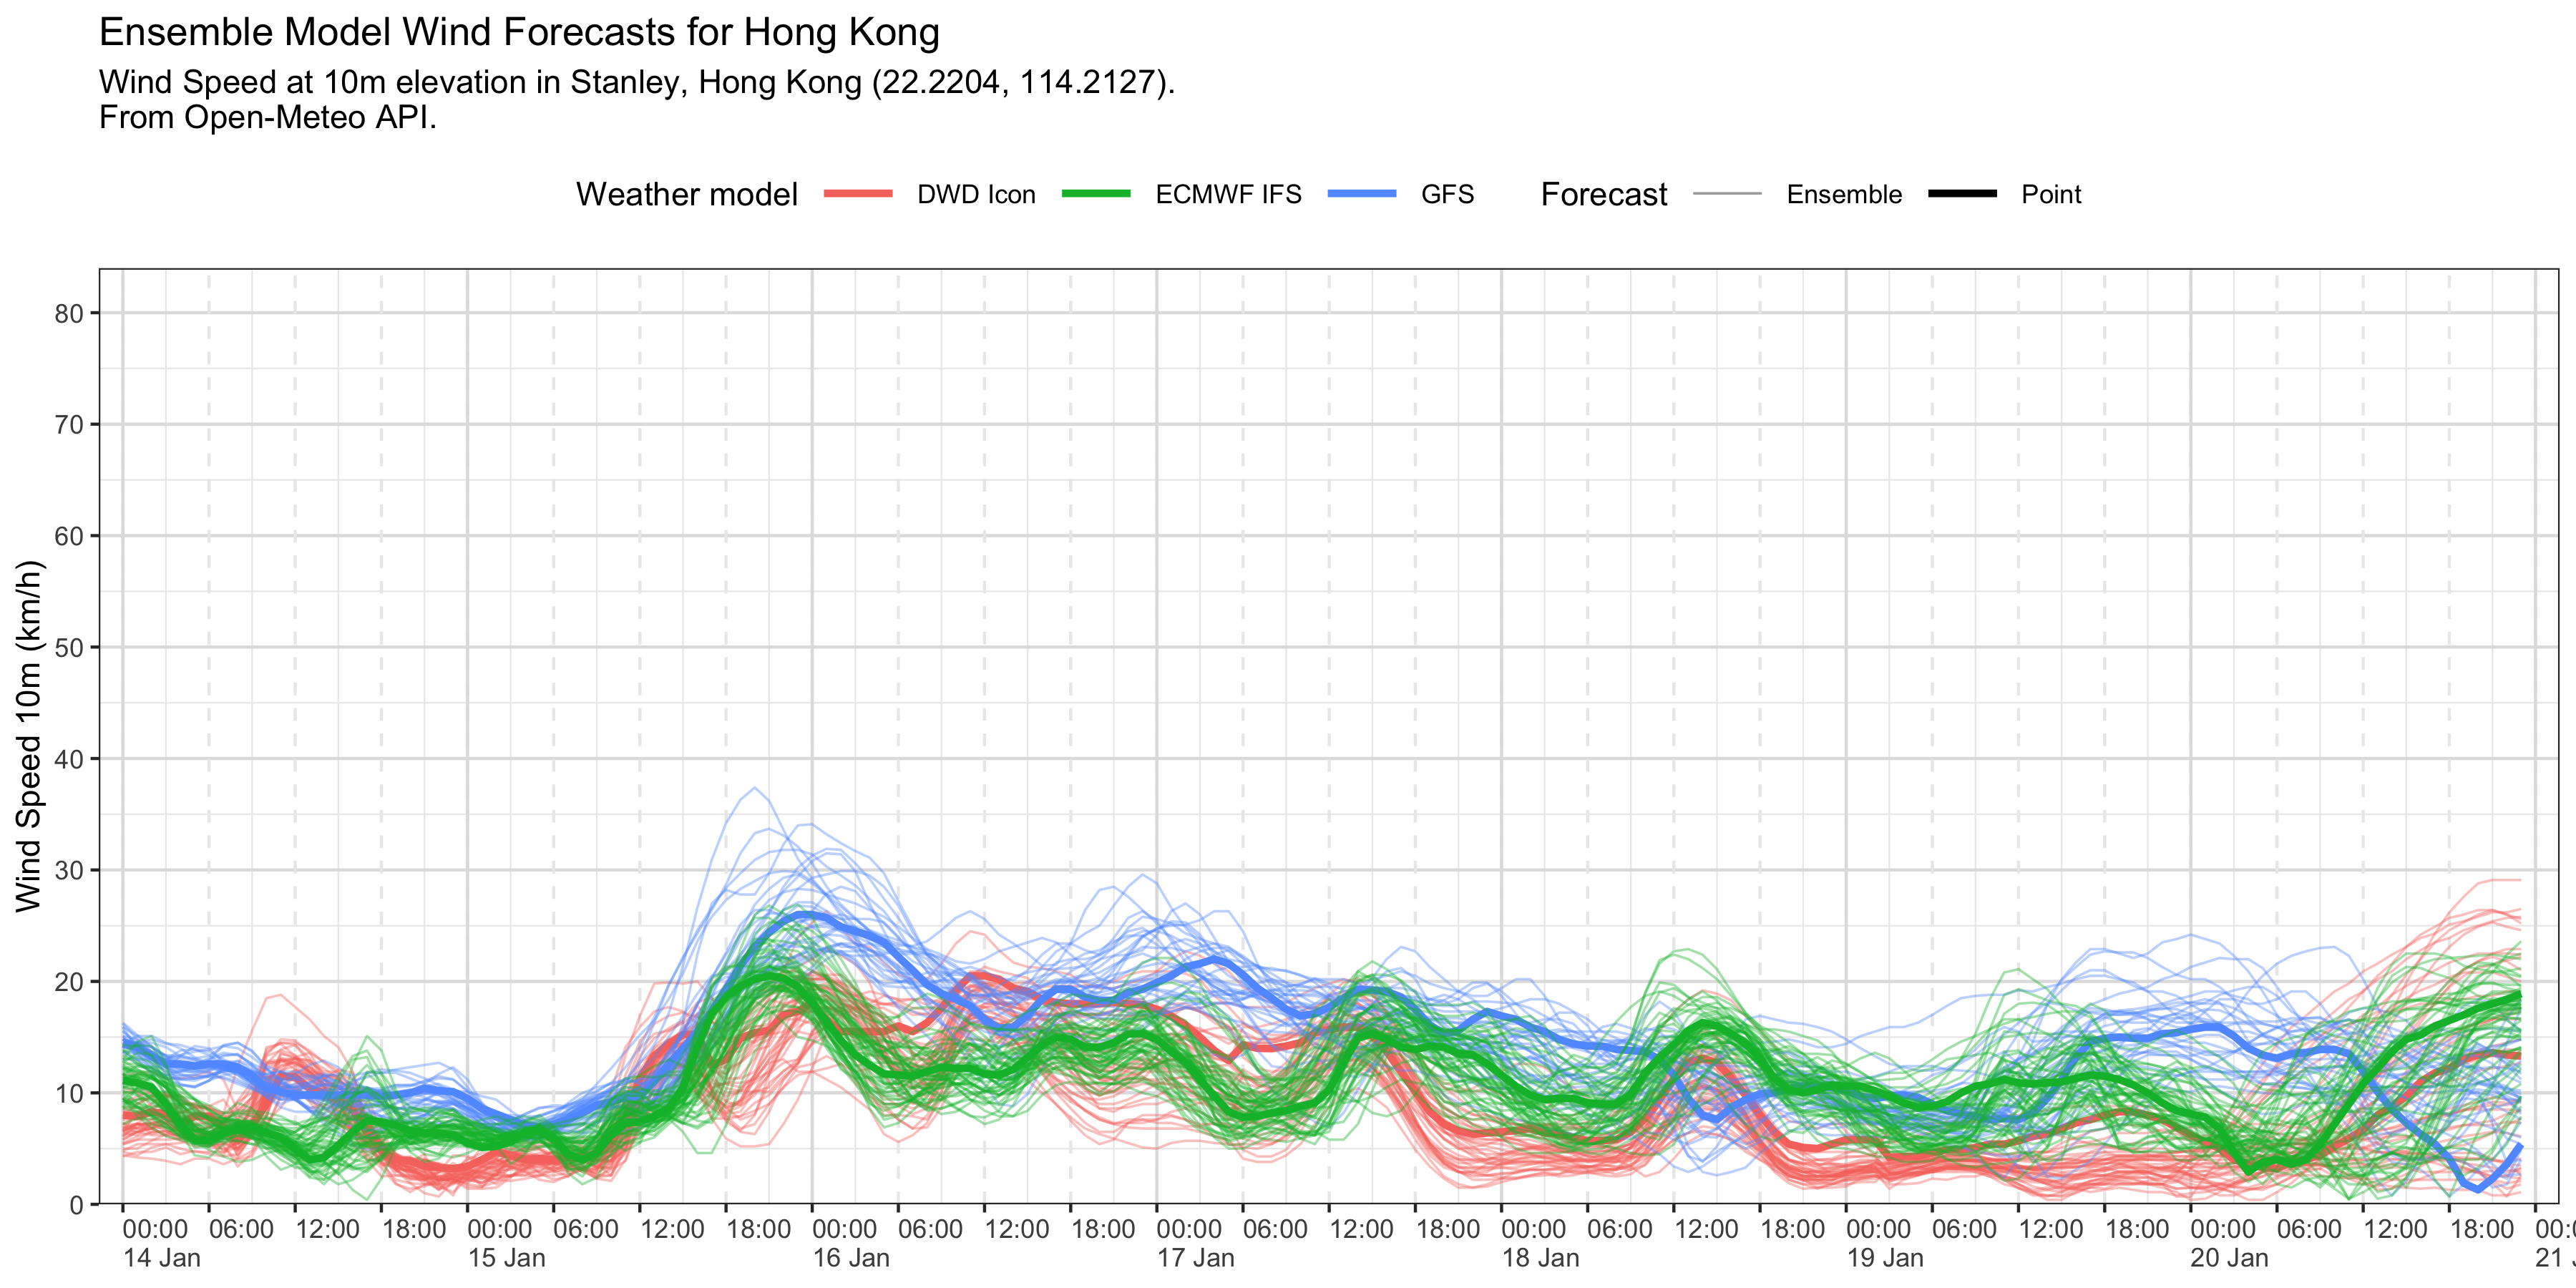 Ensemble Model Wind Forecasts for Hong Kong
Wind Speed at 10m elevation in Stanley, Hong Kong (22.2204, 114.2127).
From Open-Meteo API.
Weather model DWD Icon ECMWF IFS GFS Forecast Ensemble Point
Wind Speed 10m (km/h)
80
70
60
50
40
30
20
10
0
00:00 06:00 12:00 18:00 00:00 06:00 12:00 18:00 00:00 06:00 12:00 18:00 00:00 06:00 12:00 18:00 00:00 06:00 12:00 18:00 00:00 06:00 12:00 18:00 00:00 06:00 12:00 18:00 00:0
14 Jan 15 Jan 16 Jan 17 Jan 18 Jan 19 Jan 20 Jan 21 J